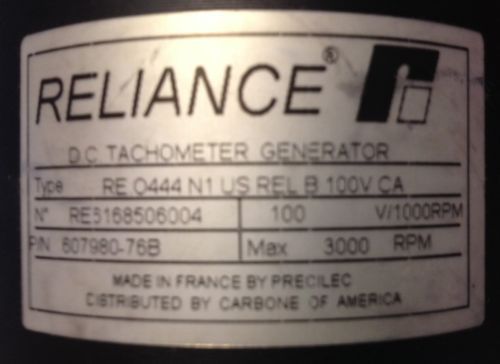 RELIANCE®
D.C. TACHOMETER GENERATOR
Type RE.0444 N1 US REL B 100V CA
N° RE5168506004 100 V/1000RPM
P/N 607980-76B Max 3000 RPM
MADE IN FRANCE BY PRECILEC
DISTRIBUTED BY CARBONE OF AMERICA